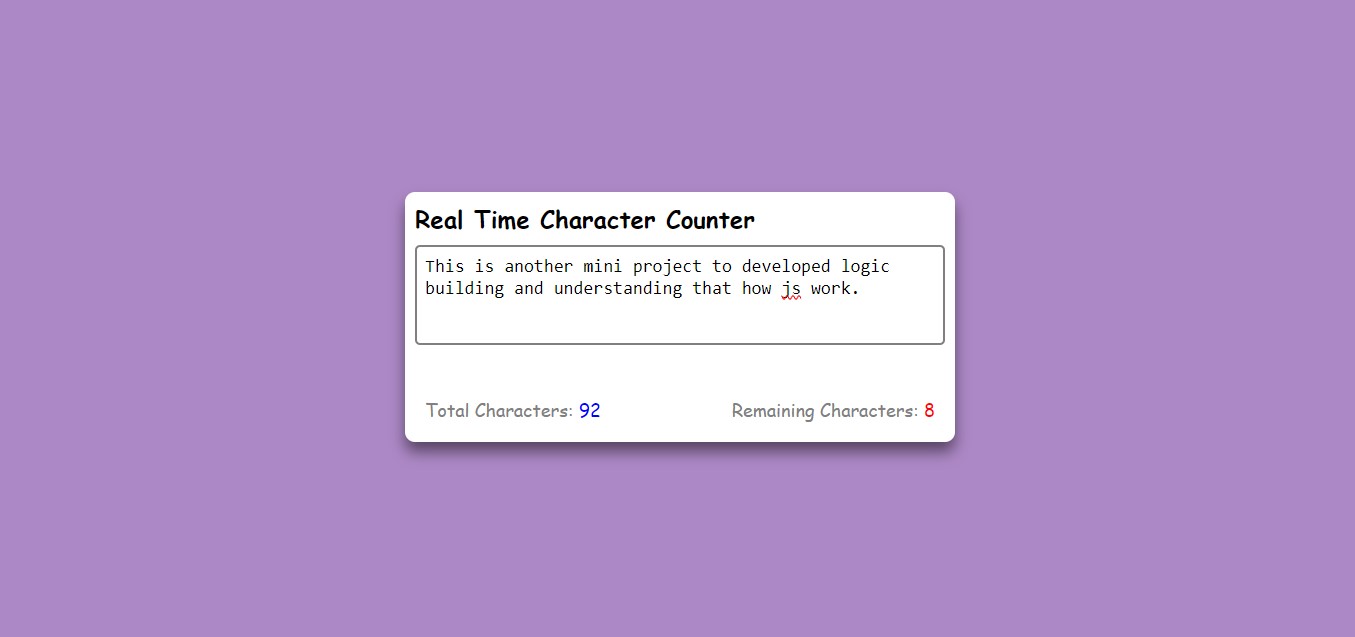 Real Time Character Counter
This is another mini project to developed logic
building and understanding that how js work.
Total Characters: 92
Remaining Characters: 8